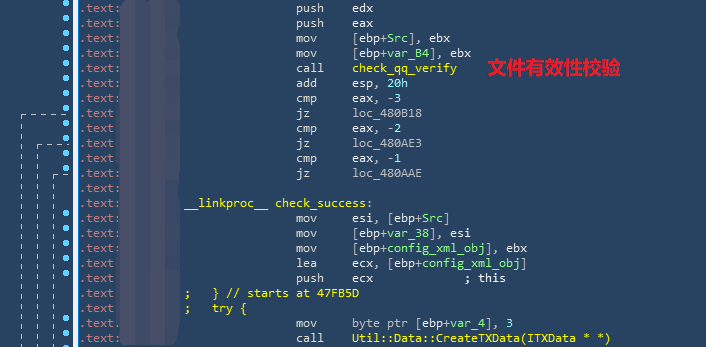 .text: push edx
.text: push eax
.text: mov [ebp+Src], ebx
.text: mov [ebp+var_B4], ebx
.text: call check_qq_verify 文件有效性校验
.text: add esp, 20h
.text: cmp eax, -3
.text: jz loc_480B18
.text: cmp eax, -2
.text: jz loc_480AE3
.text: cmp eax, -1
.text: jz loc_480AAE
.text:
.text: __linkproc__ check_success:
.text: mov esi, [ebp+Src]
.text: mov [ebp+var_38], esi
.text: mov [ebp+config_xml_obj], ebx
.text: lea ecx, [ebp+config_xml_obj]
.text push ecx ; this
.text ; } // starts at 47FB5D
.text ; try {
.text. mov byte ptr [ebp+var_4], 3
.text: call Util::Data::CreateTXData(ITXData * *)